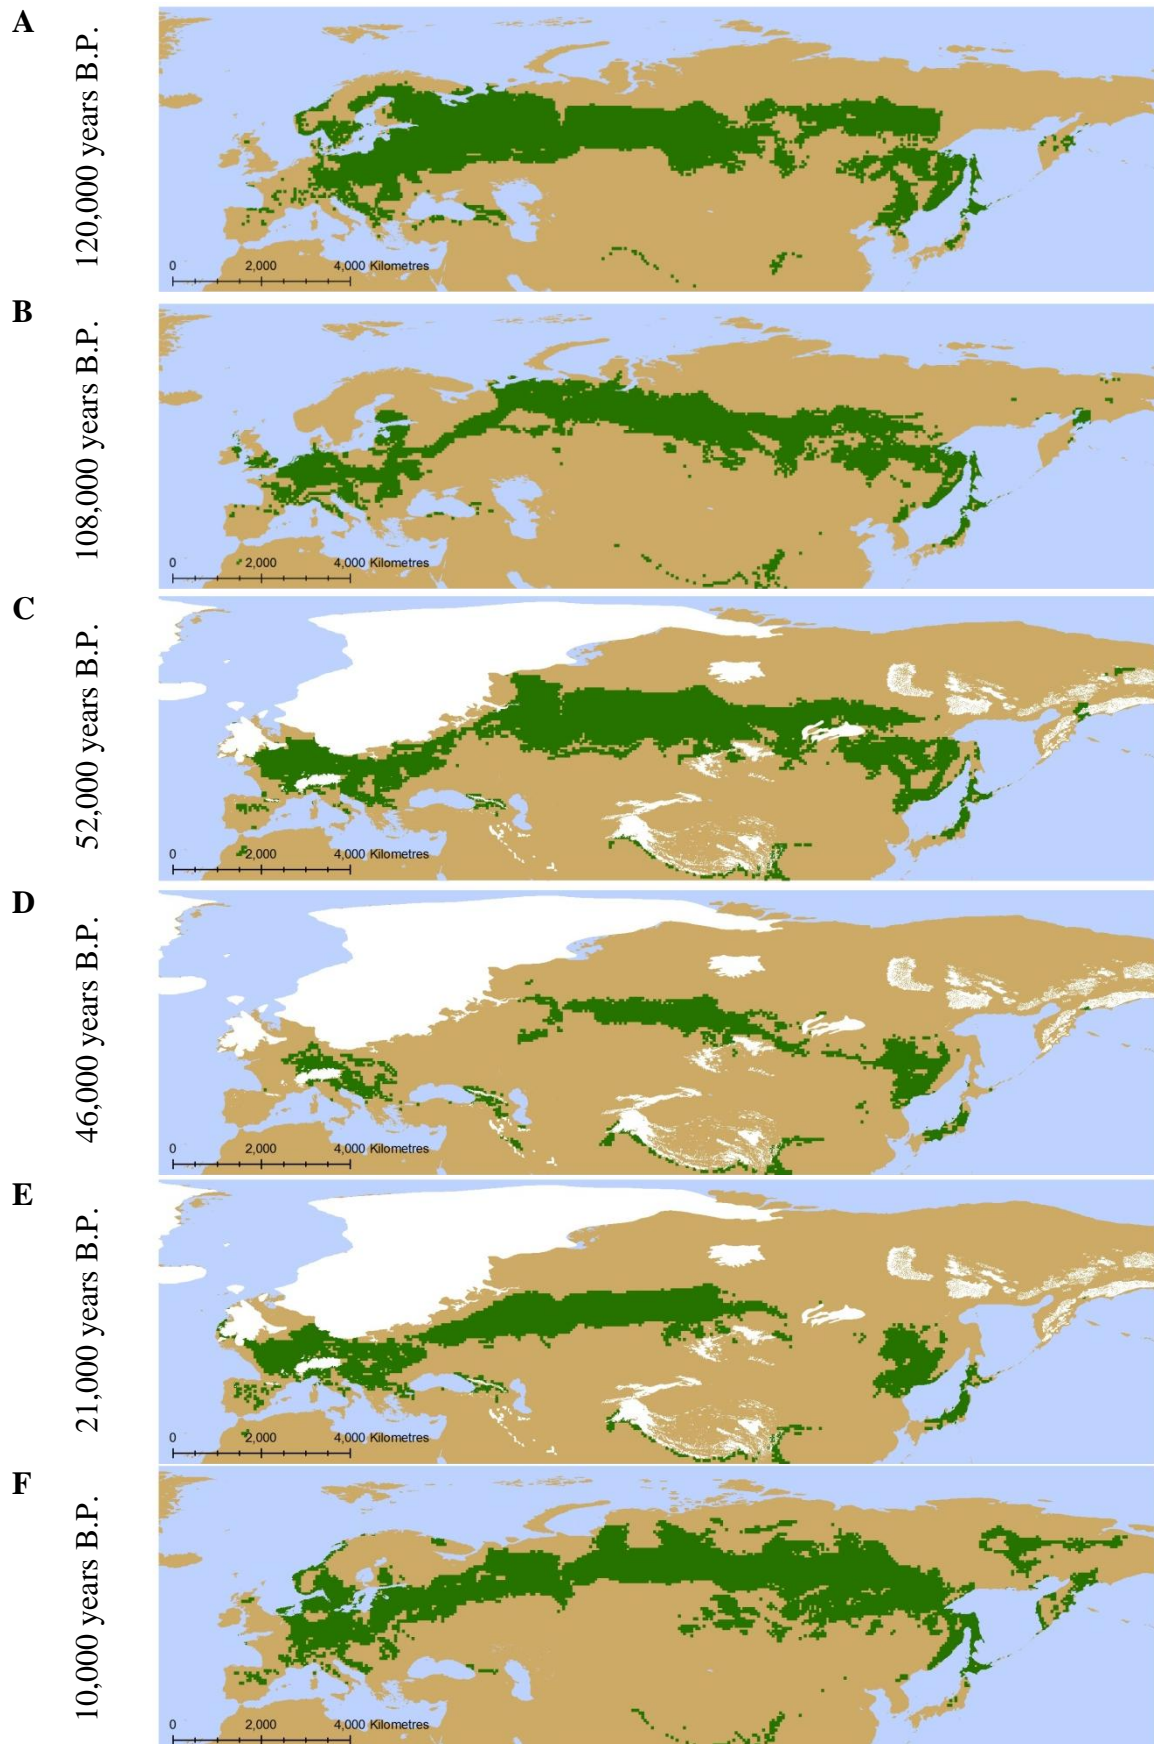 A
120,000 years B.P.
0 2,000 4,000 Kilometres
B
108,000 years B.P.
0 2,000 4,000 Kilometres
C
52,000 years B.P.
0 2,000 4,000 Kilometres
D
46,000 years B.P.
0 2,000 4,000 Kilometres
E
21,000 years B.P.
0 2,000 4,000 Kilometres
F
10,000 years B.P.
0 2,000 4,000 Kilometres